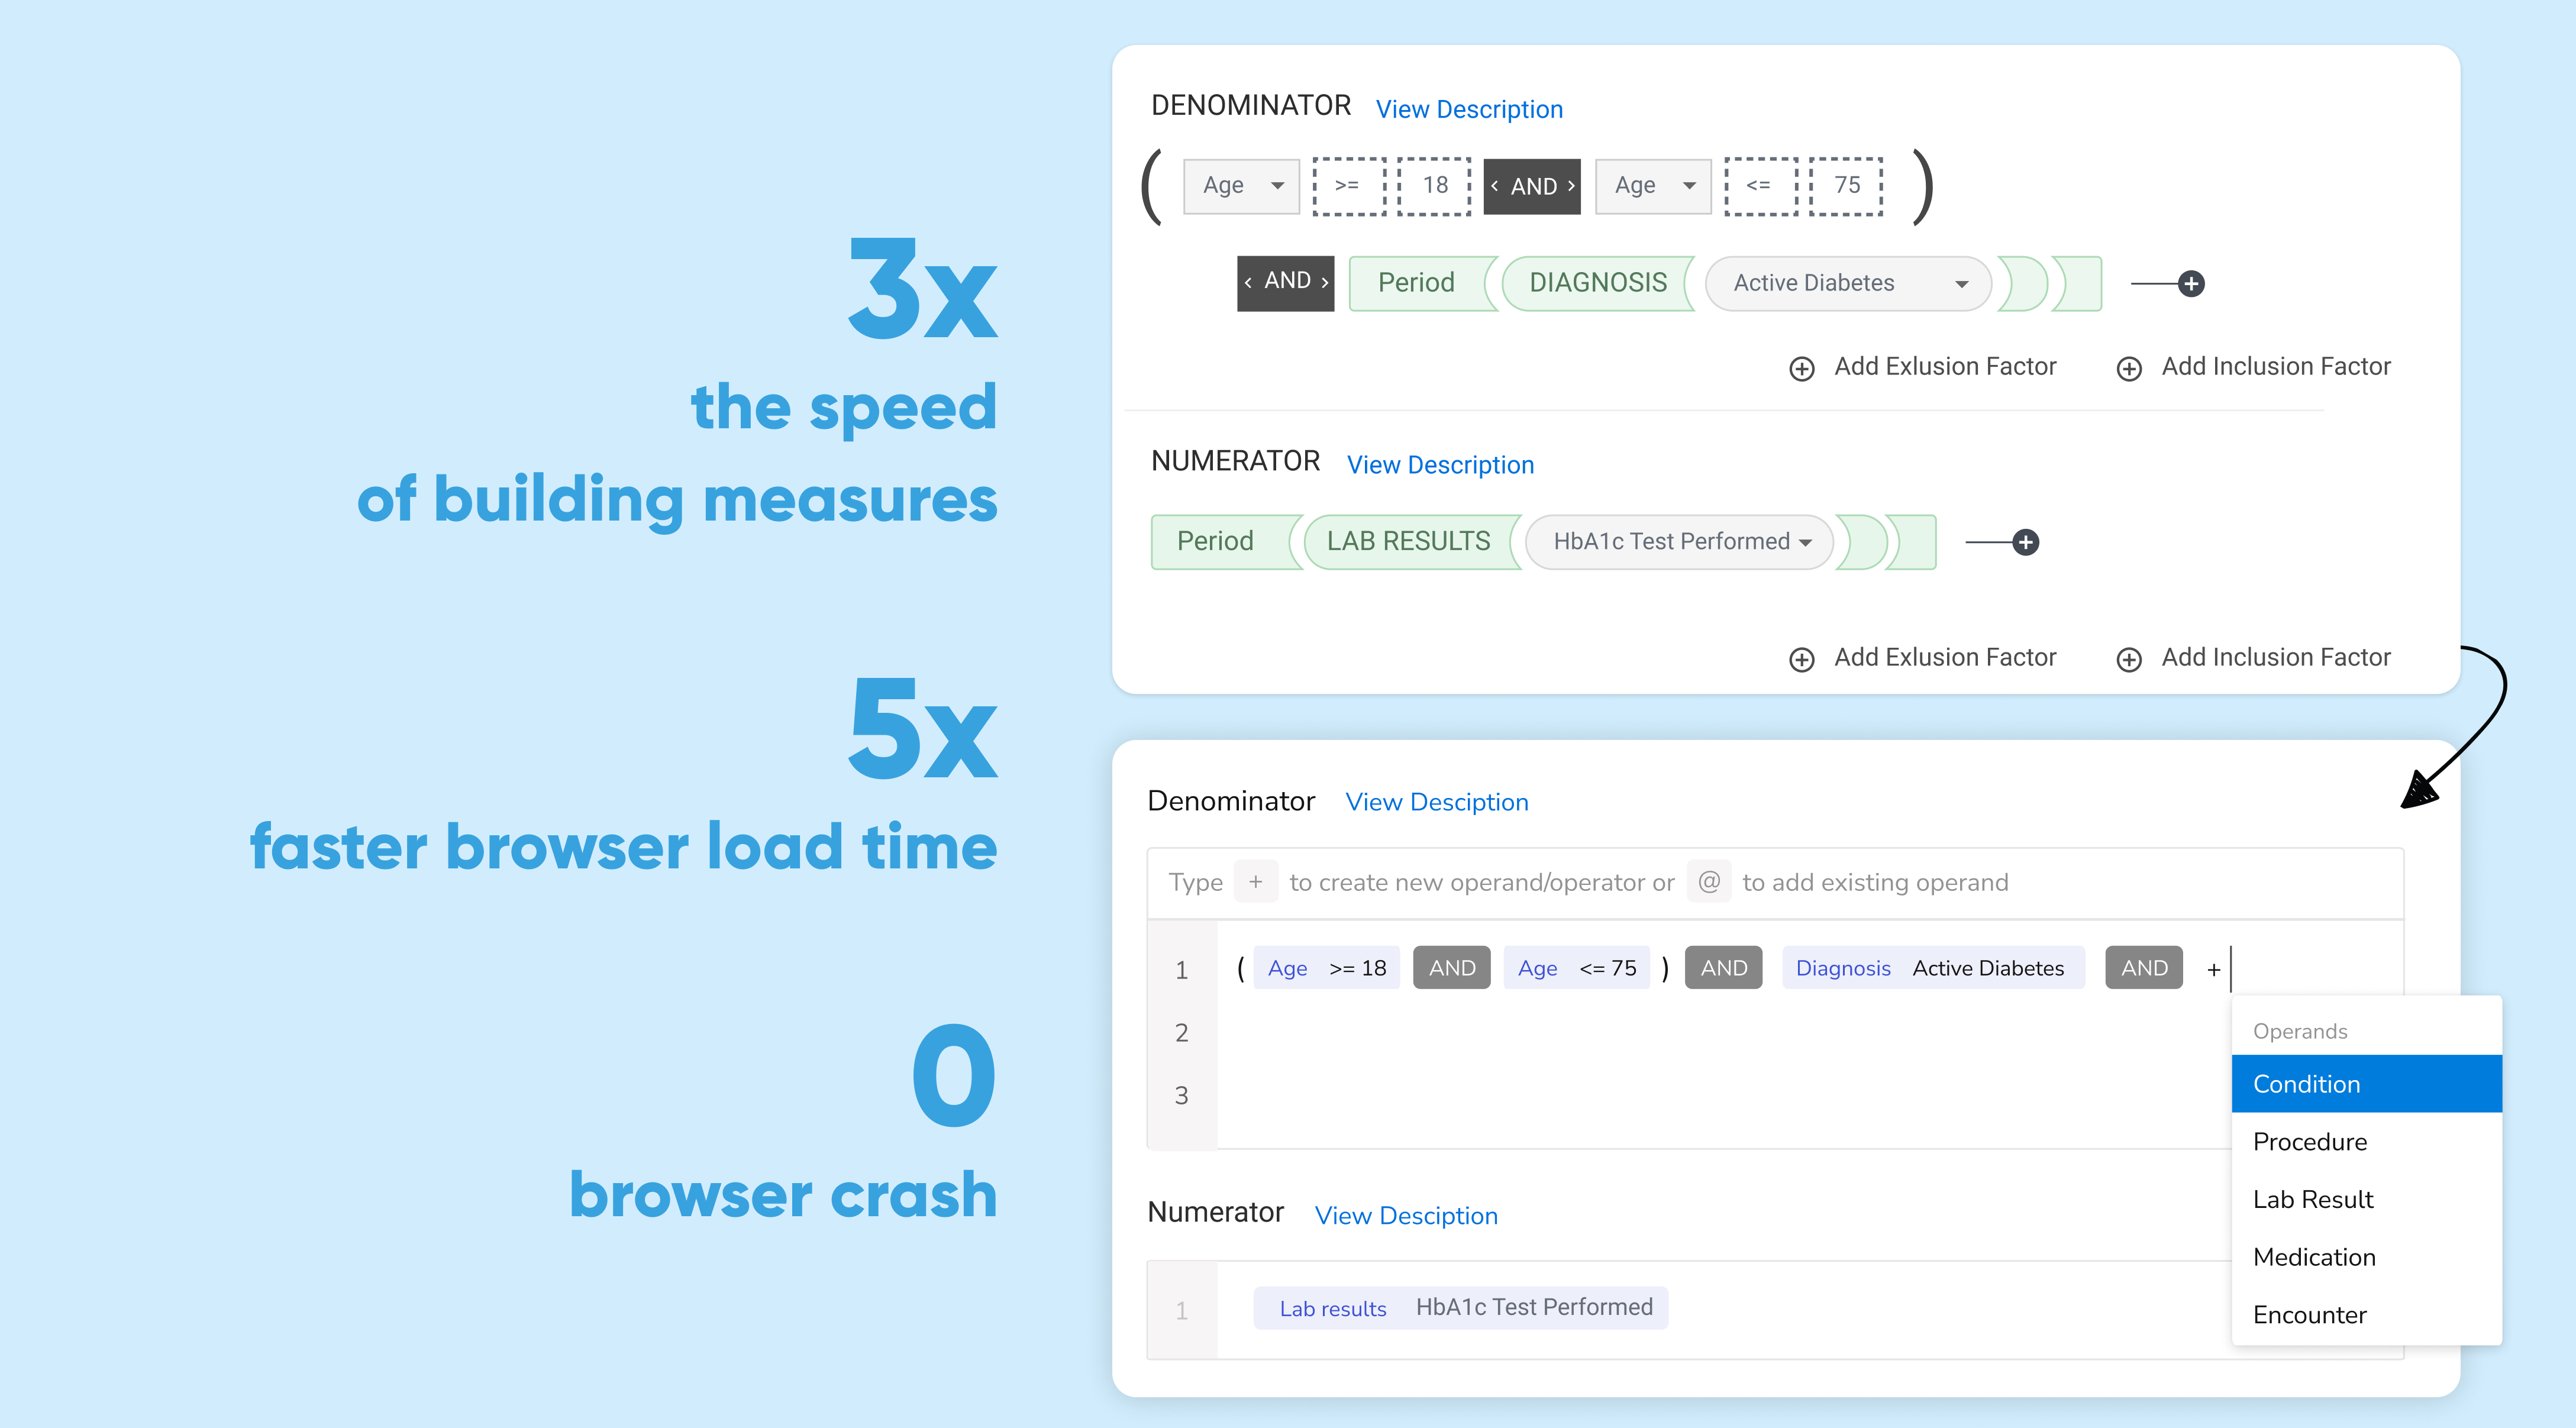 3x
the speed
of building measures
5x
faster browser load time
0
browser crash
DENOMINATOR View Description
( Age >= 18 < AND > Age <= 75 )
< AND > Period DIAGNOSIS Active Diabetes
Add Exlusion Factor Add Inclusion Factor
NUMERATOR View Description
Period LAB RESULTS HbA1c Test Performed
Add Exlusion Factor Add Inclusion Factor
Denominator View Desciption
Type + to create new operand/operator or @ to add existing operand
1 ( Age >= 18 AND Age <= 75 ) AND Diagnosis Active Diabetes AND +
2
3
Operands
Condition
Procedure
Lab Result
Medication
Encounter
Numerator View Desciption
1 Lab results HbA1c Test Performed